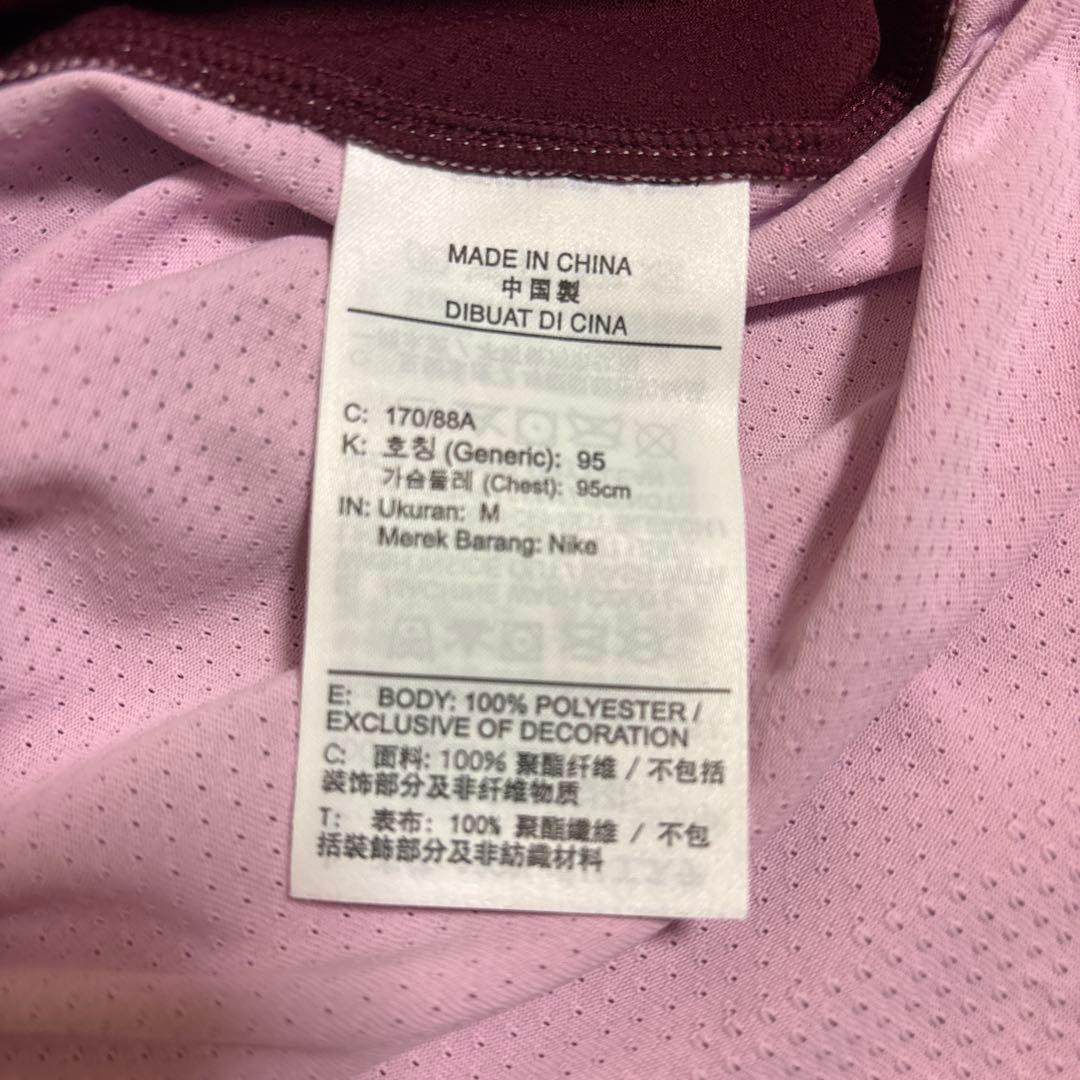 MADE IN CHINA
中国製
DIBUAT DI CINA
C: 170/88A
K: 호칭 (Generic): 95
가슴둘레 (Chest): 95cm
IN: Ukuran: M
Merek Barang: Nike
E: BODY: 100% POLYESTER /
EXCLUSIVE OF DECORATION
C: 面料: 100% 聚酯纤维 / 不包括
装饰部分及非纤维物质
T: 表布: 100% 聚酯纖維 / 不包
括裝飾部分及非紡織材料